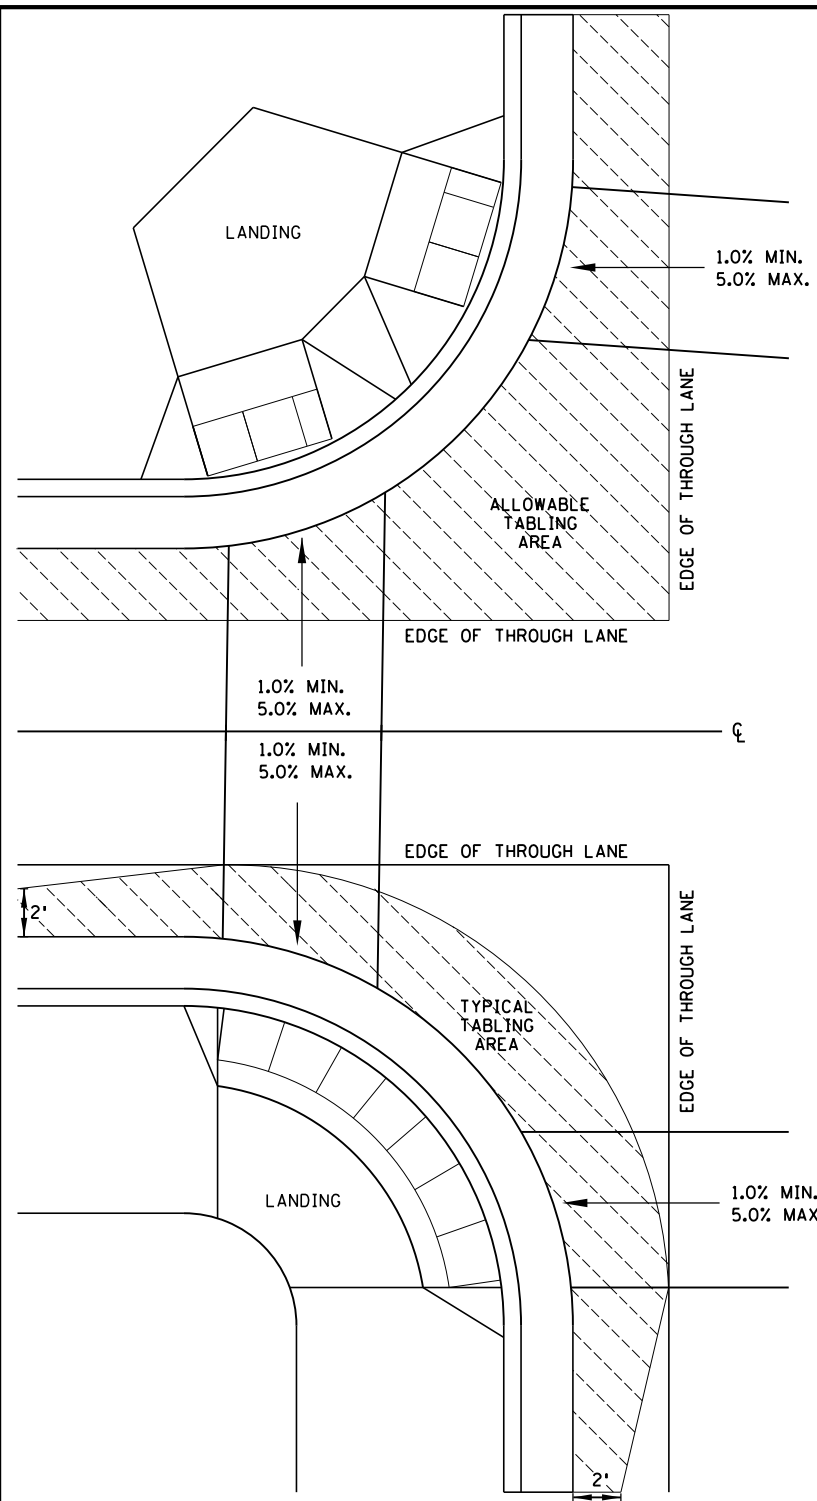 LANDING
1.0% MIN.
5.0% MAX.
EDGE OF THROUGH LANE
ALLOWABLE
TABLING
AREA
EDGE OF THROUGH LANE
1.0% MIN.
5.0% MAX.
℄
1.0% MIN.
5.0% MAX.
EDGE OF THROUGH LANE
2'
EDGE OF THROUGH LANE
TYPICAL
TABLING
AREA
LANDING
1.0% MIN.
5.0% MAX
2'